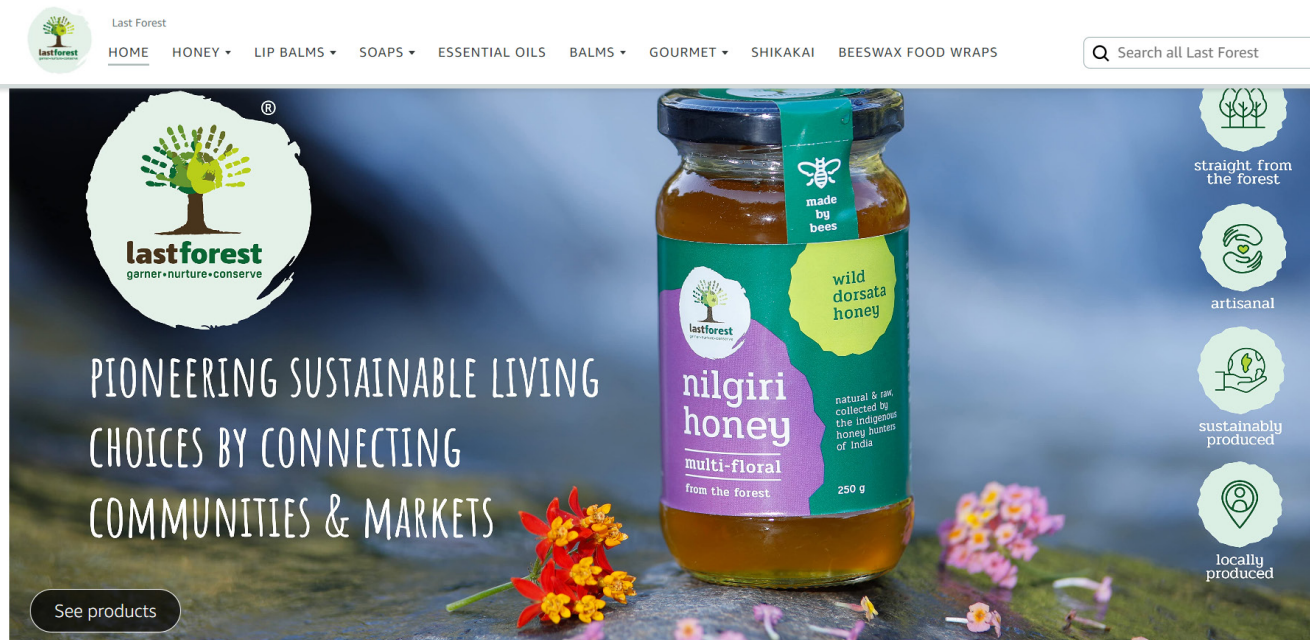 Last Forest
lastforest
HOME HONEY LIP BALMS SOAPS ESSENTIAL OILS BALMS GOURMET SHIKAKAI BEESWAX FOOD WRAPS
Search all Last Forest
®
lastforest
garner•nurture•conserve
PIONEERING SUSTAINABLE LIVING
CHOICES BY CONNECTING
COMMUNITIES & MARKETS
See products
made
by
bees
wild
dorsata
honey
lastforest
nilgiri
honey
multi-floral
from the forest
natural & raw,
collected by
the indigenous
honey hunters
of India
250 g
straight from
the forest
artisanal
sustainably
produced
locally
produced